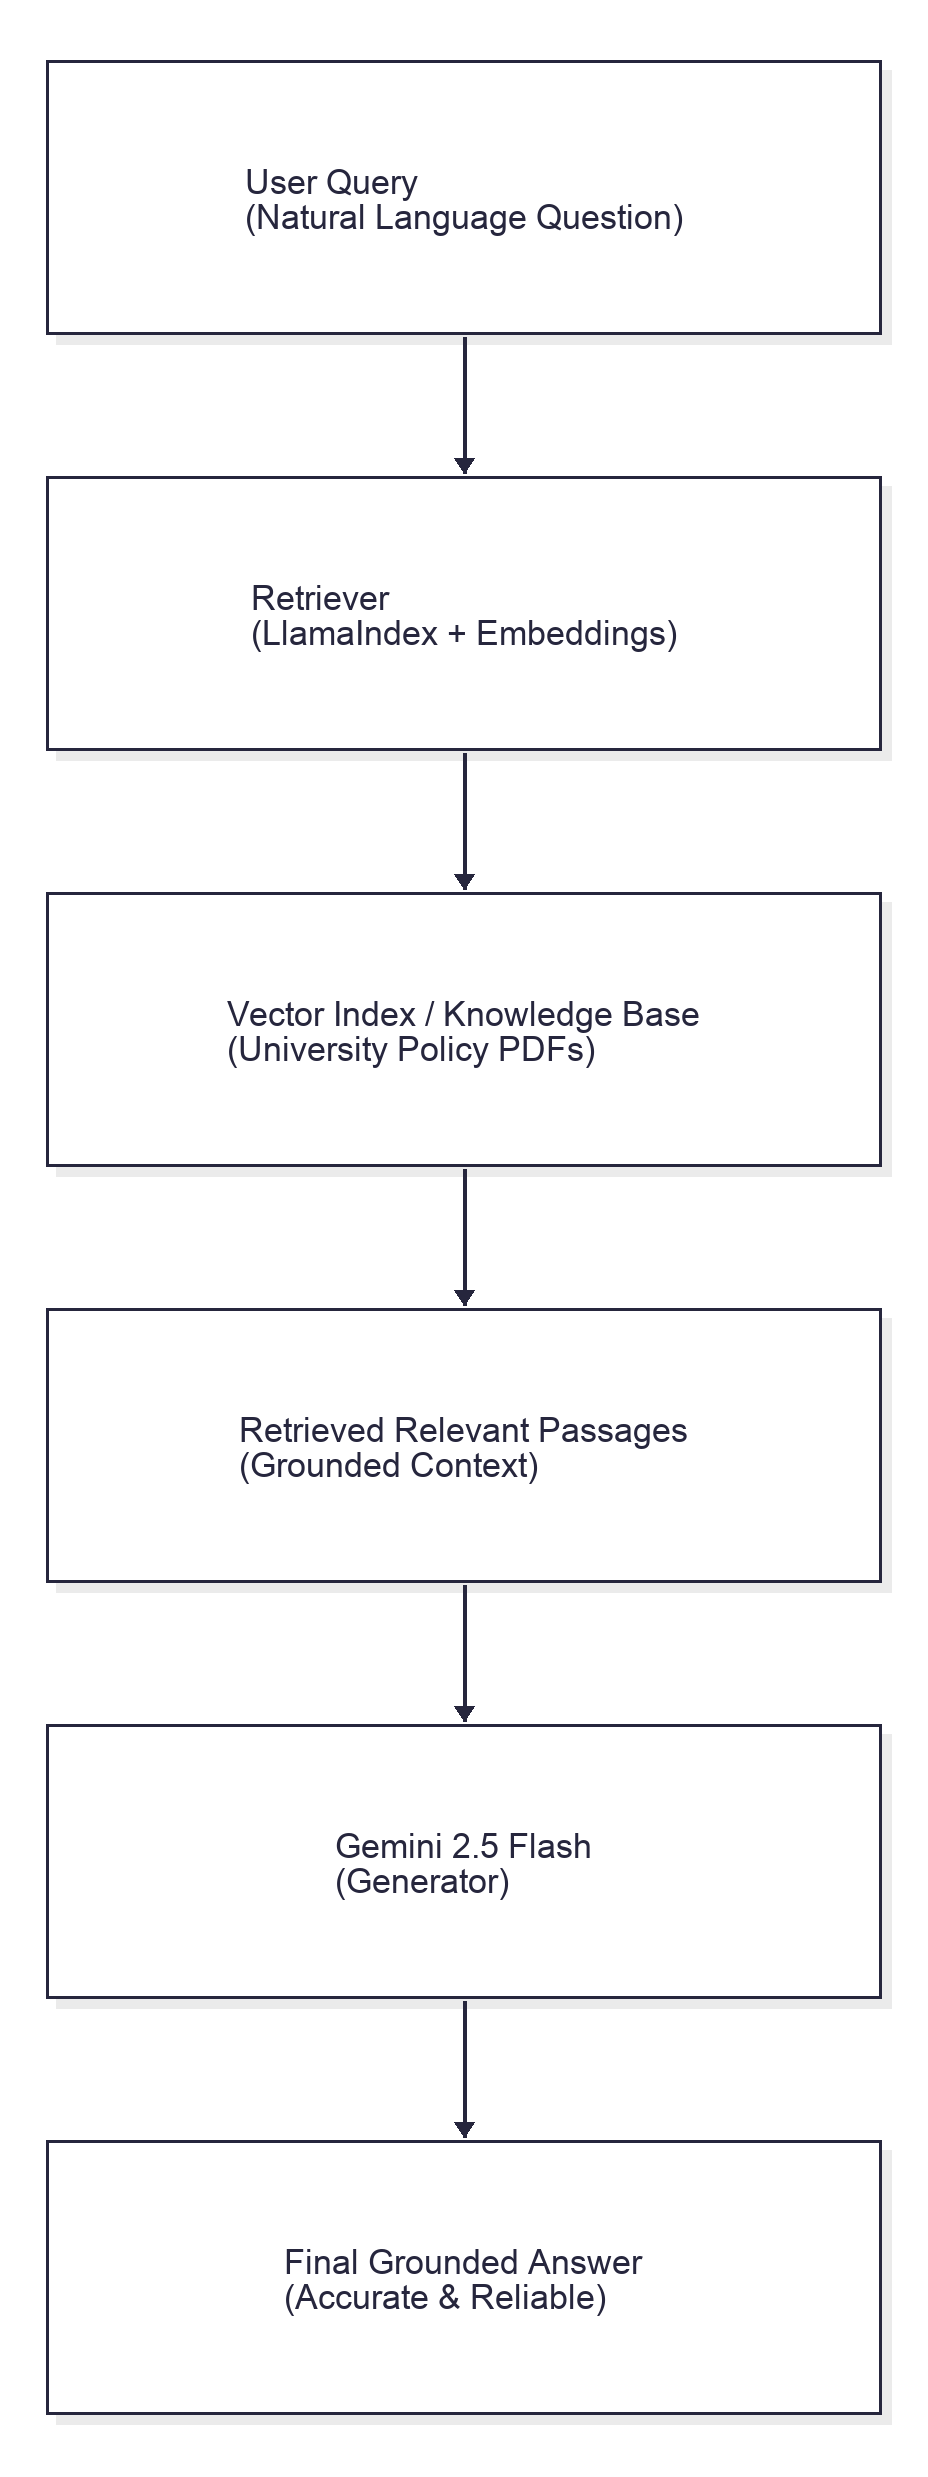 User Query
(Natural Language Question)
Retriever
(LlamaIndex + Embeddings)
Vector Index / Knowledge Base
(University Policy PDFs)
Retrieved Relevant Passages
(Grounded Context)
Gemini 2.5 Flash
(Generator)
Final Grounded Answer
(Accurate & Reliable)